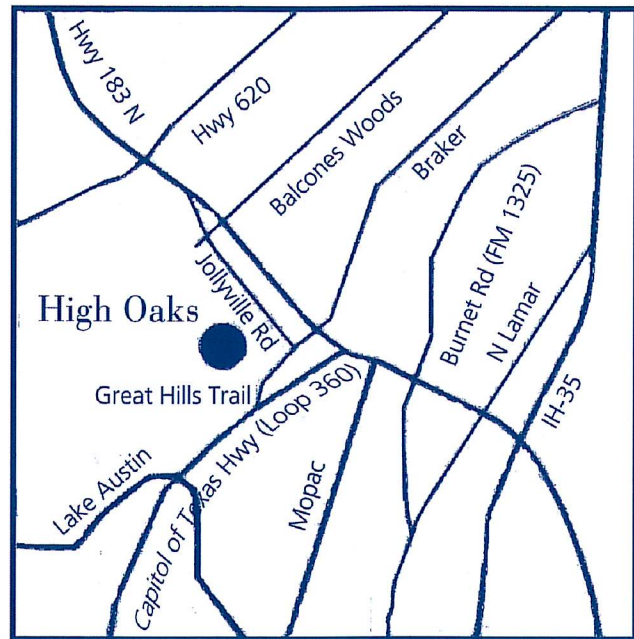 Hwy 183 N
Hwy 620
Balcones Woods
Braker
Burnet Rd (FM 1325)
N Lamar
IH-35
Jollyville Rd
High Oaks
Great Hills Trail
Lake Austin
Capitol of Texas Hwy (Loop 360)
Mopac